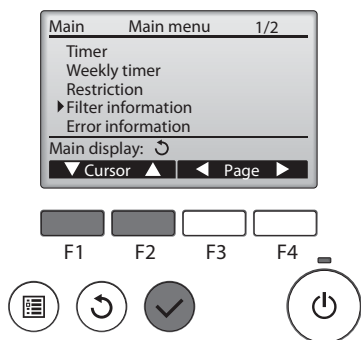 Main Main menu 1/2
Timer
Weekly timer
Restriction
Filter information
Error information
Main display:
Cursor Page
F1 F2 F3 F4